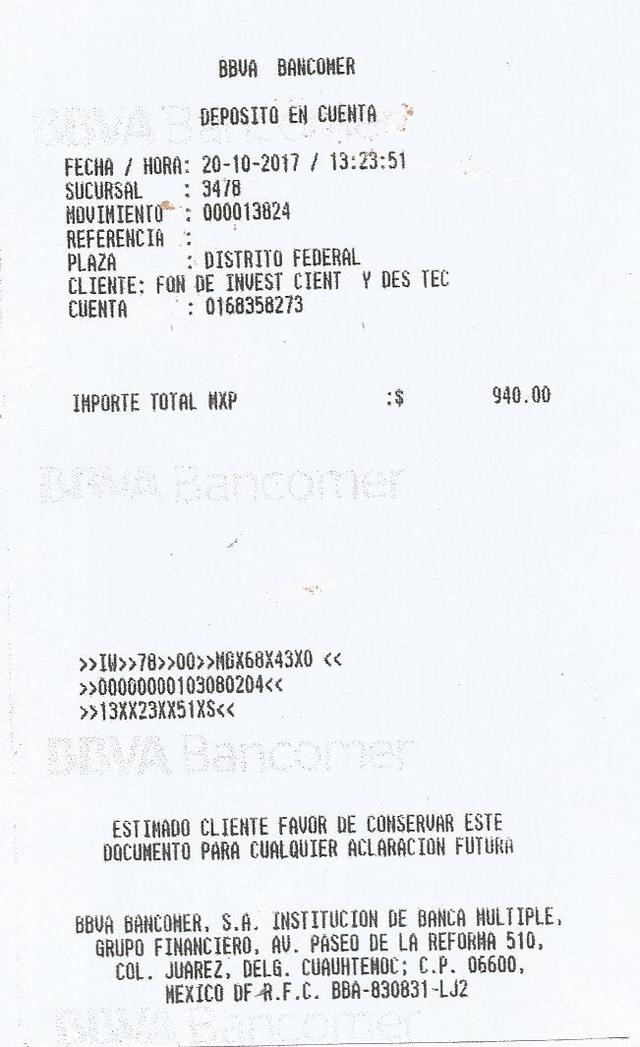 BBVA BANCOMER
DEPOSITO EN CUENTA
FECHA / HORA: 20-10-2017 / 13:23:51
SUCURSAL : 3478
MOVIMIENTO : 000013824
REFERENCIA :
PLAZA : DISTRITO FEDERAL
CLIENTE: FON DE INVEST CIENT Y DES TEC
CUENTA : 0168358273
IMPORTE TOTAL MXP :$ 940.00
BBVA Bancomer
>>IW>>78>>00>>MGX68X43X0 <<
>>00000000103080204<<
>>13XX23XX51XS<<
BBVA Bancomer
ESTIMADO CLIENTE FAVOR DE CONSERVAR ESTE
DOCUMENTO PARA CUALQUIER ACLARACION FUTURA
BBVA BANCOMER, S.A. INSTITUCION DE BANCA MULTIPLE,
GRUPO FINANCIERO, AV. PASEO DE LA REFORMA 510,
COL. JUAREZ, DELG. CUAUHTEMOC; C.P. 06600,
MEXICO DF R.F.C. BBA-830831-LJ2
BBVA Bancomer